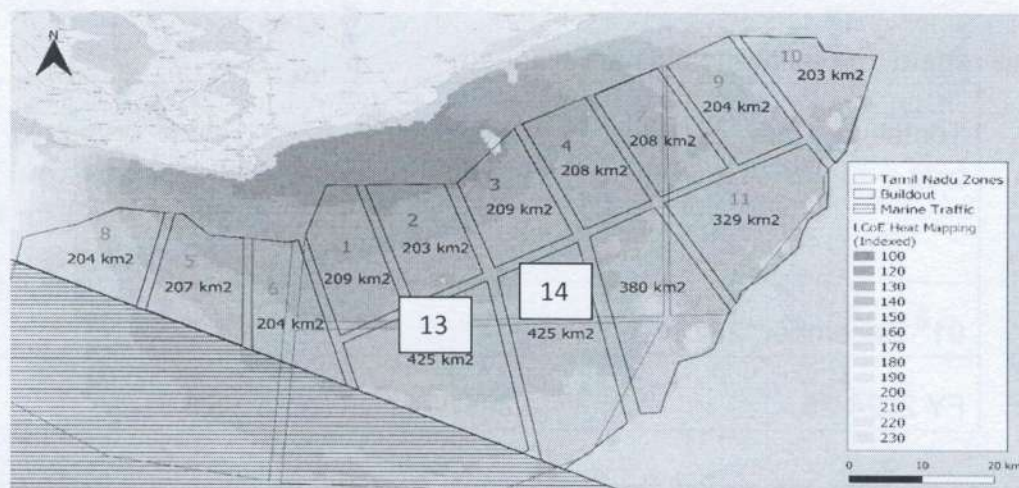 N
10
203 km2
9
204 km2
7
208 km2
4
208 km2
3
209 km2
2
203 km2
1
209 km2
11
329 km2
8
204 km2
5
207 km2
6
204 km2
13
425 km2
14
425 km2
380 km2
Tamil Nadu Zones
Buildout
Marine Traffic
LCoE Heat Mapping
(Indexed)
100
120
130
140
150
160
170
180
190
200
210
220
230
0 10 20 km